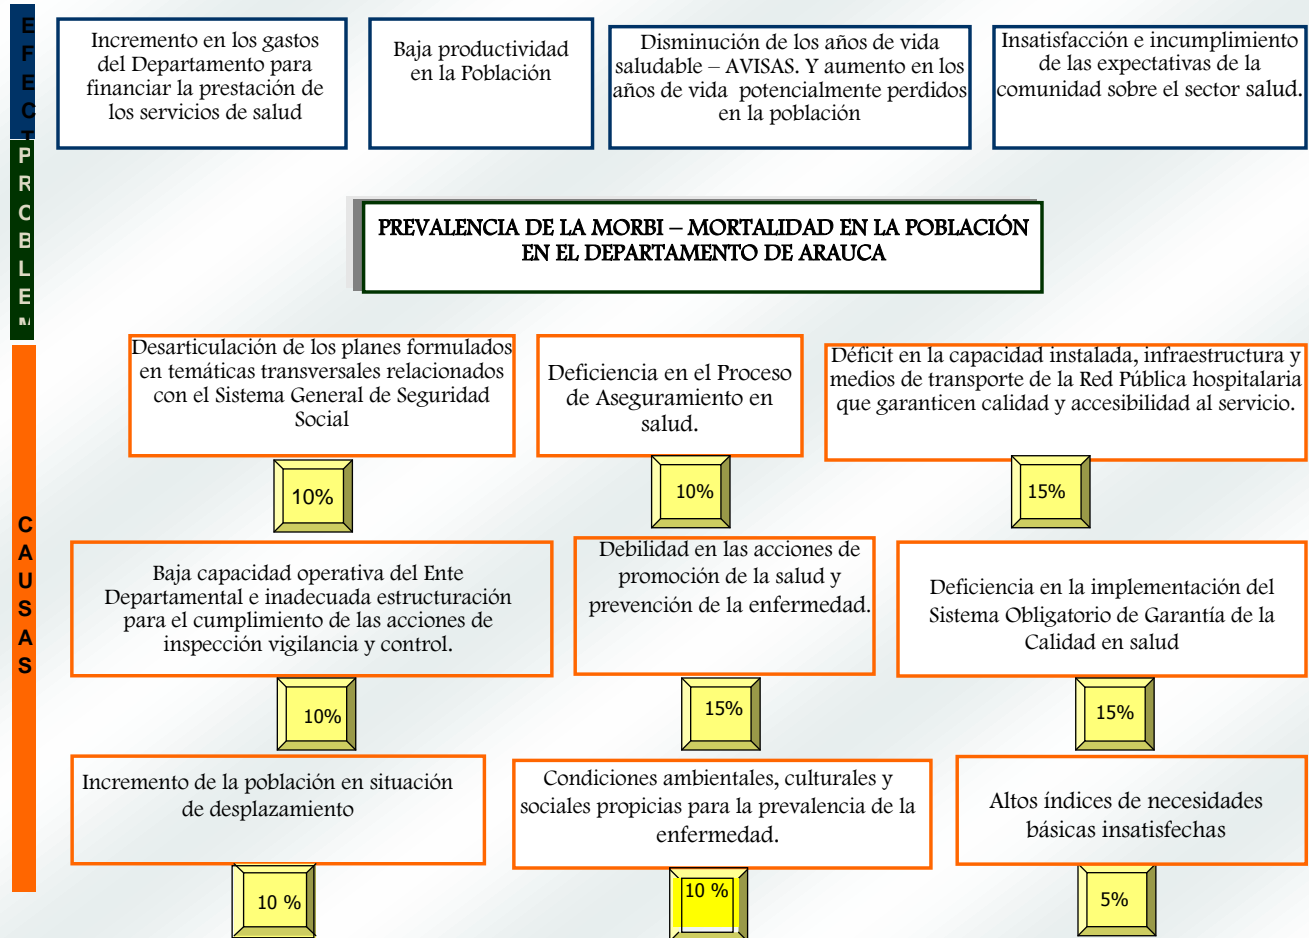 EFECT
Incremento en los gastos
del Departamento para
financiar la prestación de
los servicios de salud
Baja productividad
en la Población
Disminución de los años de vida
saludable – AVISAS. Y aumento en los
años de vida potencialmente perdidos
en la población
Insatisfacción e incumplimiento
de las expectativas de la
comunidad sobre el sector salud.
PROBLEM
PREVALENCIA DE LA MORBI – MORTALIDAD EN LA POBLACIÓN
EN EL DEPARTAMENTO DE ARAUCA
CAUSAS
Desarticulación de los planes formulados
en temáticas transversales relacionados
con el Sistema General de Seguridad
Social
10%
Deficiencia en el Proceso
de Aseguramiento en
salud.
10%
Déficit en la capacidad instalada, infraestructura y
medios de transporte de la Red Pública hospitalaria
que garanticen calidad y accesibilidad al servicio.
15%
Baja capacidad operativa del Ente
Departamental e inadecuada estructuración
para el cumplimiento de las acciones de
inspección vigilancia y control.
10%
Debilidad en las acciones de
promoción de la salud y
prevención de la enfermedad.
15%
Deficiencia en la implementación del
Sistema Obligatorio de Garantía de la
Calidad en salud
15%
Incremento de la población en situación
de desplazamiento
10 %
Condiciones ambientales, culturales y
sociales propicias para la prevalencia de la
enfermedad.
10 %
Altos índices de necesidades
básicas insatisfechas
5%